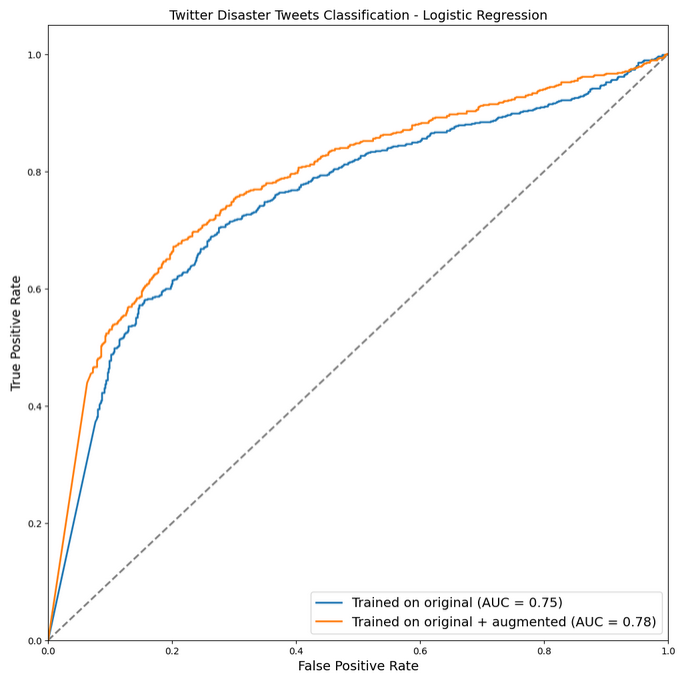 Twitter Disaster Tweets Classification - Logistic Regression
True Positive Rate
1.0
0.8
0.6
0.4
0.2
0.0
Trained on original (AUC = 0.75)
Trained on original + augmented (AUC = 0.78)
0.0 0.2 0.4 0.6 0.8 1.0
False Positive Rate